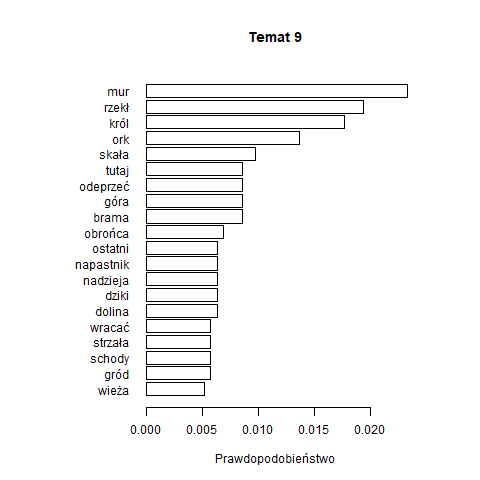 Temat 9
mur
rzekł
król
ork
skała
tutaj
odeprzeć
góra
brama
obrońca
ostatni
napastnik
nadzieja
dziki
dolina
wracać
strzała
schody
gród
wieża
0.000 0.005 0.010 0.015 0.020
Prawdopodobieństwo